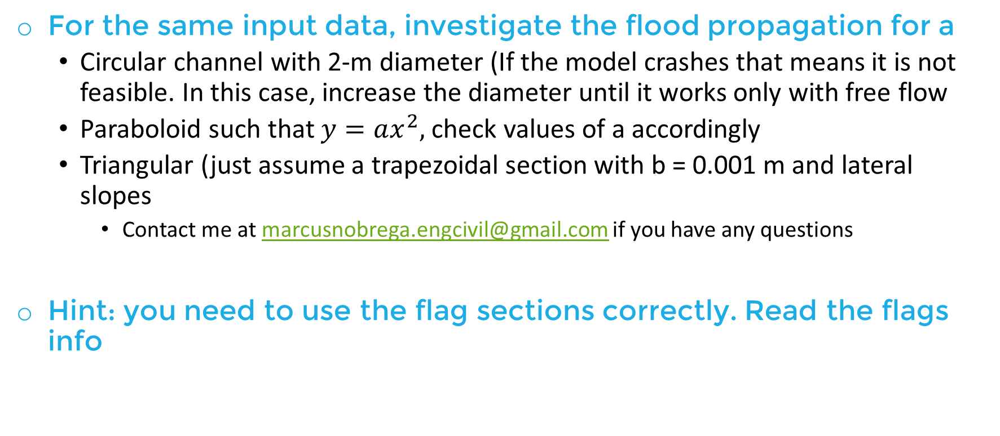 ○ For the same input data, investigate the flood propagation for a
• Circular channel with 2-m diameter (If the model crashes that means it is not
feasible. In this case, increase the diameter until it works only with free flow
• Paraboloid such that y = ax², check values of a accordingly
• Triangular (just assume a trapezoidal section with b = 0.001 m and lateral
slopes
• Contact me at marcusnobrega.engcivil@gmail.com if you have any questions
○ Hint: you need to use the flag sections correctly. Read the flags
info